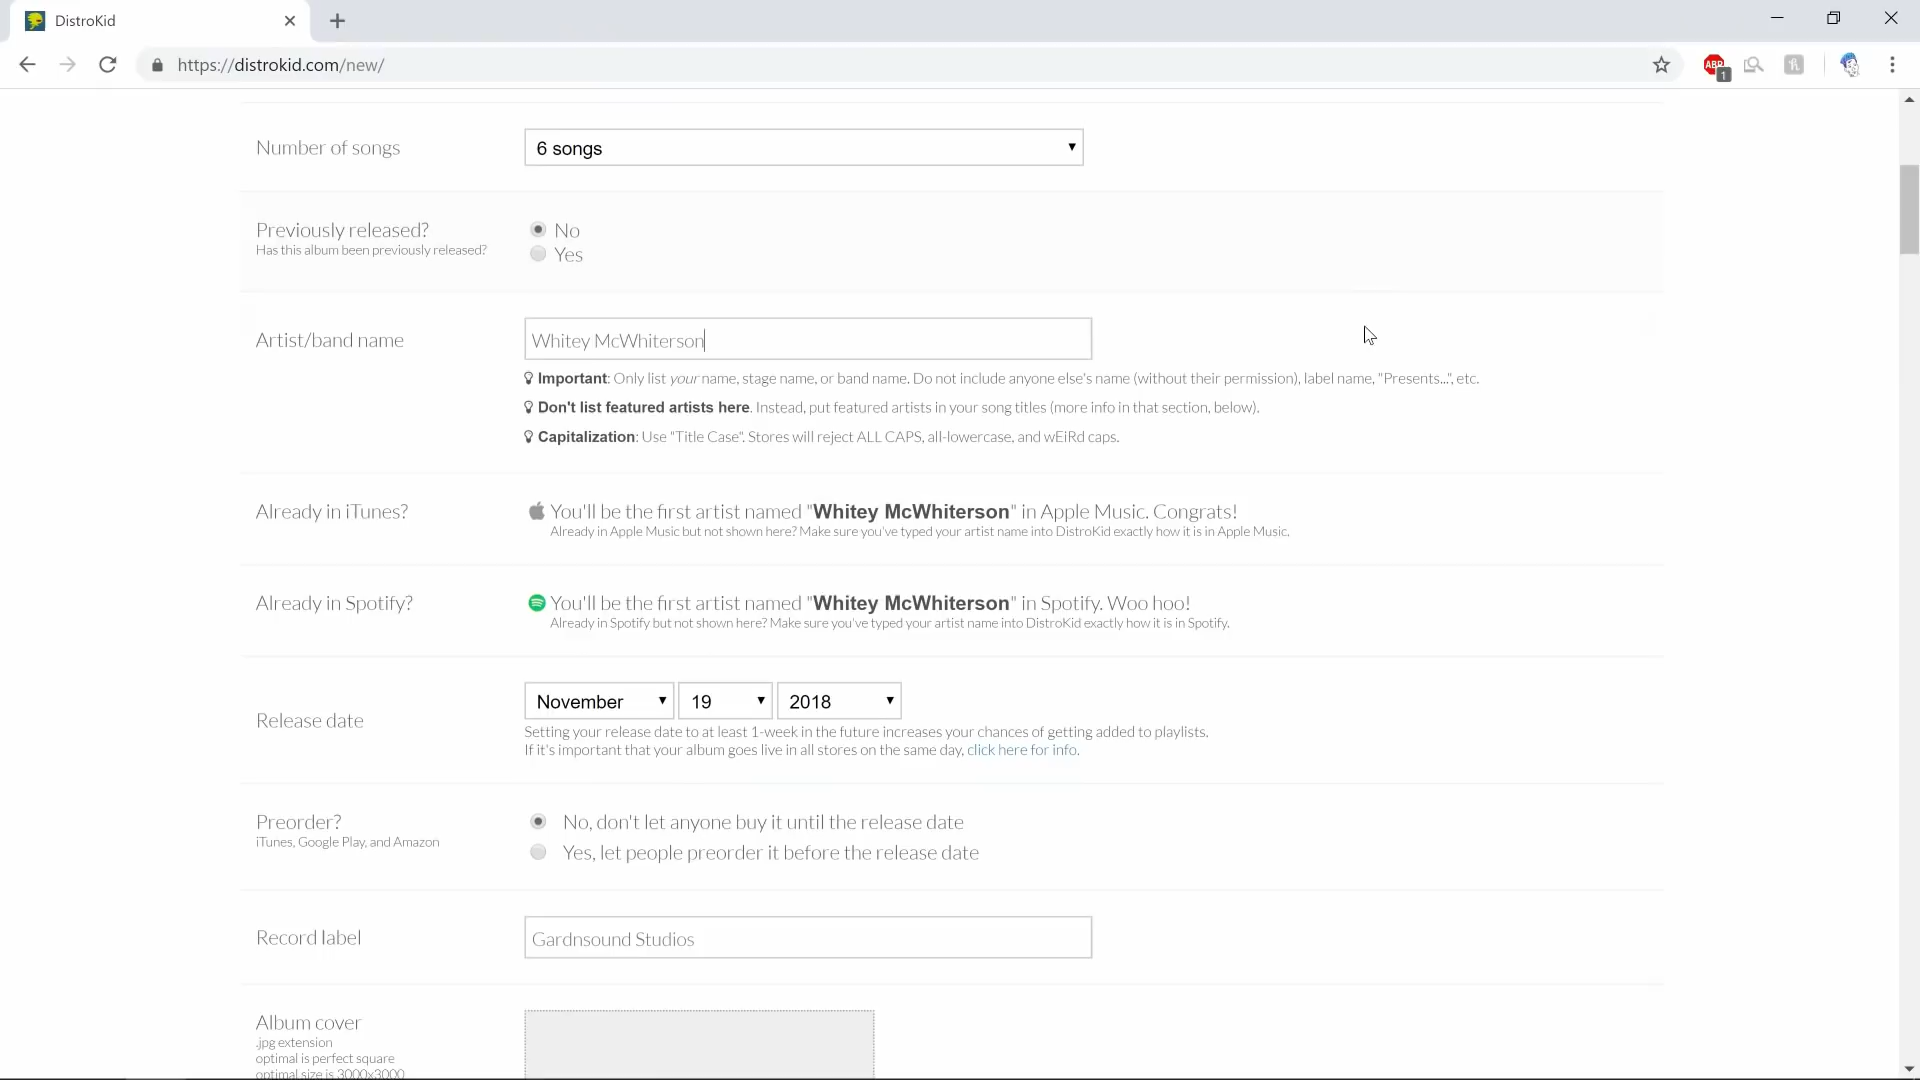 DistroKid
https://distrokid.com/new/
ABP
1
Number of songs
6 songs
Previously released?
Has this album been previously released?
No
Yes
Artist/band name
Whitey McWhiterson
Important: Only list your name, stage name, or band name. Do not include anyone else's name (without their permission), label name, "Presents...", etc.
Don't list featured artists here. Instead, put featured artists in your song titles (more info in that section, below).
Capitalization: Use "Title Case". Stores will reject ALL CAPS, all-lowercase, and wEiRd caps.
Already in iTunes?
You'll be the first artist named "Whitey McWhiterson" in Apple Music. Congrats!
Already in Apple Music but not shown here? Make sure you've typed your artist name into DistroKid exactly how it is in Apple Music.
Already in Spotify?
You'll be the first artist named "Whitey McWhiterson" in Spotify. Woo hoo!
Already in Spotify but not shown here? Make sure you've typed your artist name into DistroKid exactly how it is in Spotify.
Release date
November 19 2018
Setting your release date to at least 1-week in the future increases your chances of getting added to playlists.
If it's important that your album goes live in all stores on the same day, click here for info.
Preorder?
iTunes, Google Play, and Amazon
No, don't let anyone buy it until the release date
Yes, let people preorder it before the release date
Record label
Gardnsound Studios
Album cover
.jpg extension
optimal is perfect square
optimal size is 3000x3000